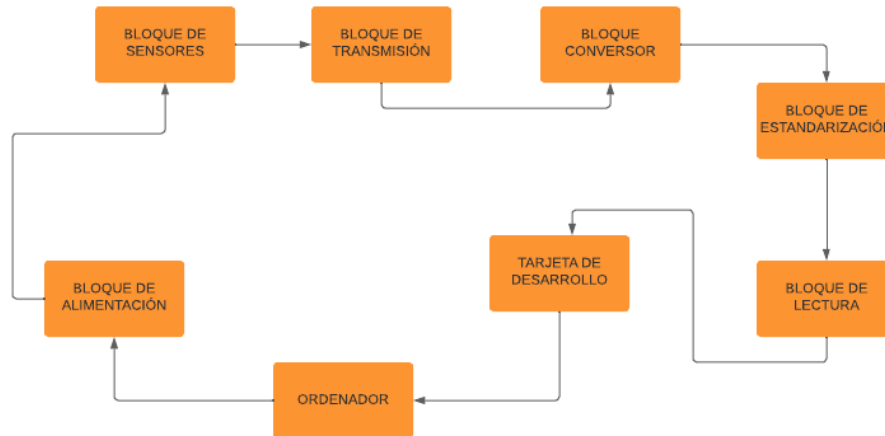 BLOQUE DE
SENSORES
BLOQUE DE
TRANSMISIÓN
BLOQUE
CONVERSOR
BLOQUE DE
ESTANDARIZACIÓN
BLOQUE DE
LECTURA
TARJETA DE
DESARROLLO
ORDENADOR
BLOQUE DE
ALIMENTACIÓN